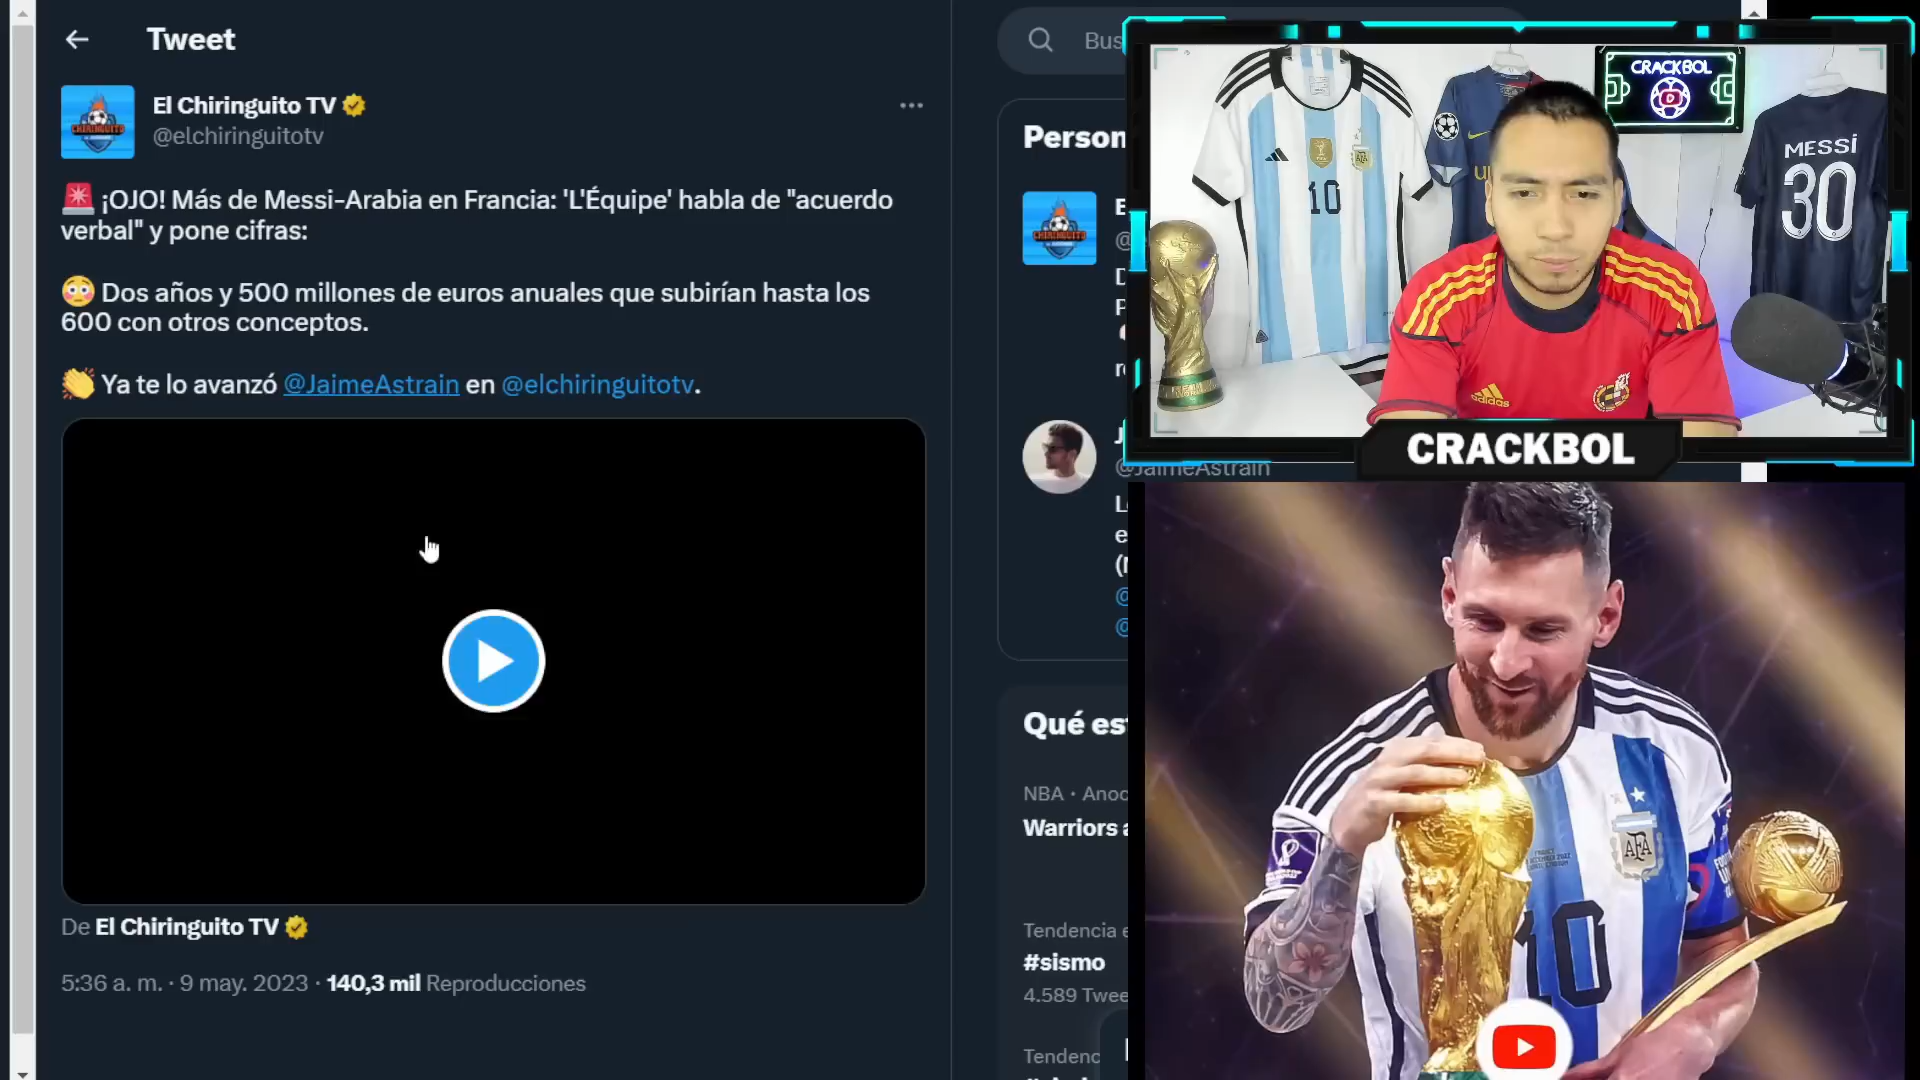 Tweet
El Chiringuito TV
@elchiringuitotv
¡OJO! Más de Messi-Arabia en Francia: 'L'Équipe' habla de "acuerdo
verbal" y pone cifras:
Dos años y 500 millones de euros anuales que subirían hasta los
600 con otros conceptos.
Ya te lo avanzó @JaimeAstrain en @elchiringuitotv.
De El Chiringuito TV
5:36 a. m. · 9 may. 2023 · 140,3 mil Reproducciones
Bus
Person
@JaimeAstrain
Qué es
NBA · Anoc
Warriors
Tendencia
#sismo
4.589 Twee
Tendenc
CRACKBOL
MESSI
30
10
adidas
CRACKBOL
AFA
10